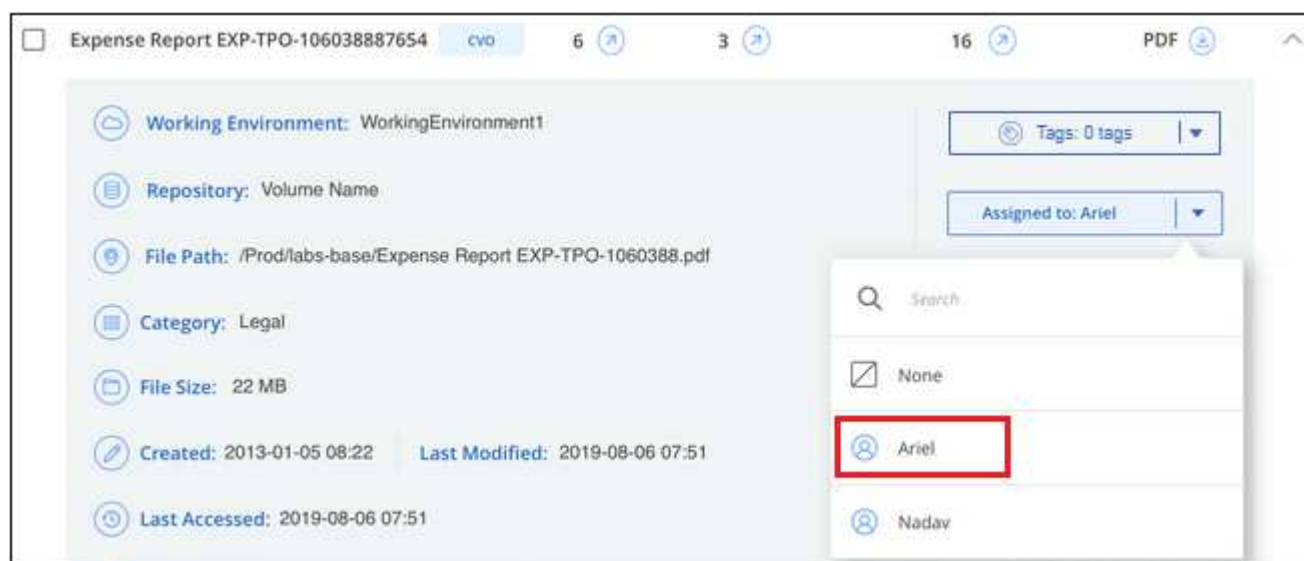 Expense Report EXP-TPO-106038887654 CVO 6 3 16 PDF
Working Environment: WorkingEnvironment1
Tags: 0 tags
Repository: Volume Name
Assigned to: Ariel
File Path: /Prod/labs-base/Expense Report EXP-TPO-1060388.pdf
Search
Category: Legal
None
File Size: 22 MB
Created: 2013-01-05 08:22 Last Modified: 2019-08-06 07:51
Ariel
Last Accessed: 2019-08-06 07:51
Nadav